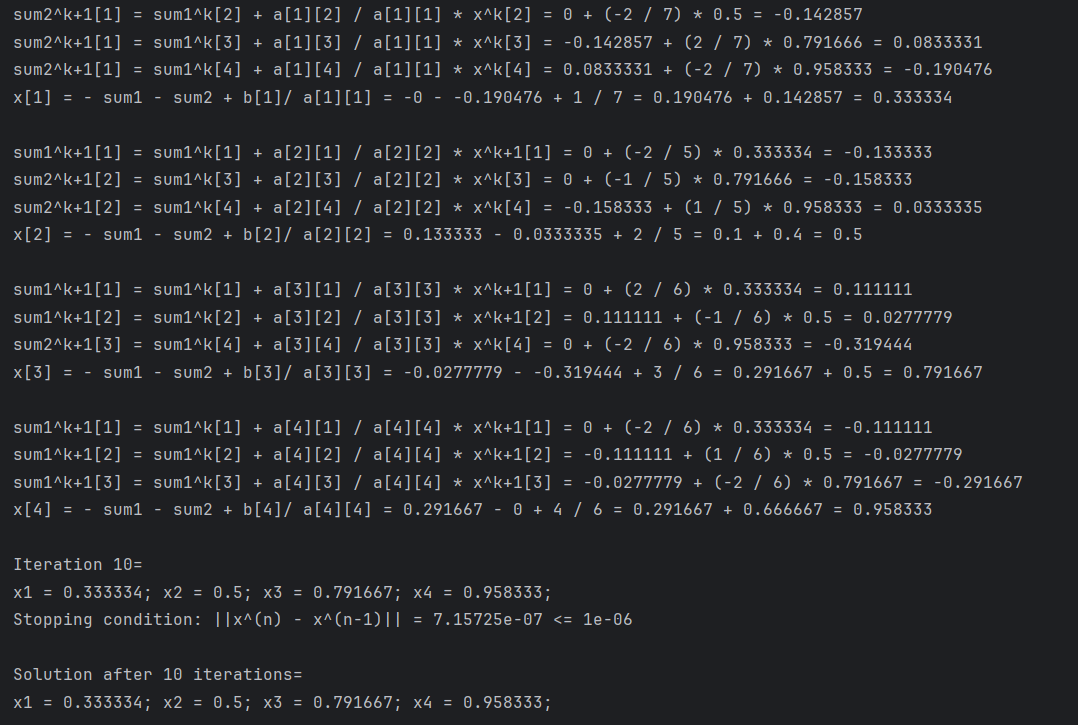 sum2^k+1[1] = sum1^k[2] + a[1][2] / a[1][1] * x^k[2] = 0 + (-2 / 7) * 0.5 = -0.142857
sum2^k+1[1] = sum1^k[3] + a[1][3] / a[1][1] * x^k[3] = -0.142857 + (2 / 7) * 0.791666 = 0.0833331
sum2^k+1[1] = sum1^k[4] + a[1][4] / a[1][1] * x^k[4] = 0.0833331 + (-2 / 7) * 0.958333 = -0.190476
x[1] = - sum1 - sum2 + b[1]/ a[1][1] = -0 - -0.190476 + 1 / 7 = 0.190476 + 0.142857 = 0.333334

sum1^k+1[1] = sum1^k[1] + a[2][1] / a[2][2] * x^k+1[1] = 0 + (-2 / 5) * 0.333334 = -0.133333
sum2^k+1[2] = sum1^k[3] + a[2][3] / a[2][2] * x^k[3] = 0 + (-1 / 5) * 0.791666 = -0.158333
sum2^k+1[2] = sum1^k[4] + a[2][4] / a[2][2] * x^k[4] = -0.158333 + (1 / 5) * 0.958333 = 0.0333335
x[2] = - sum1 - sum2 + b[2]/ a[2][2] = 0.133333 - 0.0333335 + 2 / 5 = 0.1 + 0.4 = 0.5

sum1^k+1[1] = sum1^k[1] + a[3][1] / a[3][3] * x^k+1[1] = 0 + (2 / 6) * 0.333334 = 0.111111
sum1^k+1[2] = sum1^k[2] + a[3][2] / a[3][3] * x^k+1[2] = 0.111111 + (-1 / 6) * 0.5 = 0.0277779
sum2^k+1[3] = sum1^k[4] + a[3][4] / a[3][3] * x^k[4] = 0 + (-2 / 6) * 0.958333 = -0.319444
x[3] = - sum1 - sum2 + b[3]/ a[3][3] = -0.0277779 - -0.319444 + 3 / 6 = 0.291667 + 0.5 = 0.791667

sum1^k+1[1] = sum1^k[1] + a[4][1] / a[4][4] * x^k+1[1] = 0 + (-2 / 6) * 0.333334 = -0.111111
sum1^k+1[2] = sum1^k[2] + a[4][2] / a[4][4] * x^k+1[2] = -0.111111 + (1 / 6) * 0.5 = -0.0277779
sum1^k+1[3] = sum1^k[3] + a[4][3] / a[4][4] * x^k+1[3] = -0.0277779 + (-2 / 6) * 0.791667 = -0.291667
x[4] = - sum1 - sum2 + b[4]/ a[4][4] = 0.291667 - 0 + 4 / 6 = 0.291667 + 0.666667 = 0.958333

Iteration 10=
x1 = 0.333334; x2 = 0.5; x3 = 0.791667; x4 = 0.958333;
Stopping condition: ||x^(n) - x^(n-1)|| = 7.15725e-07 <= 1e-06

Solution after 10 iterations=
x1 = 0.333334; x2 = 0.5; x3 = 0.791667; x4 = 0.958333;